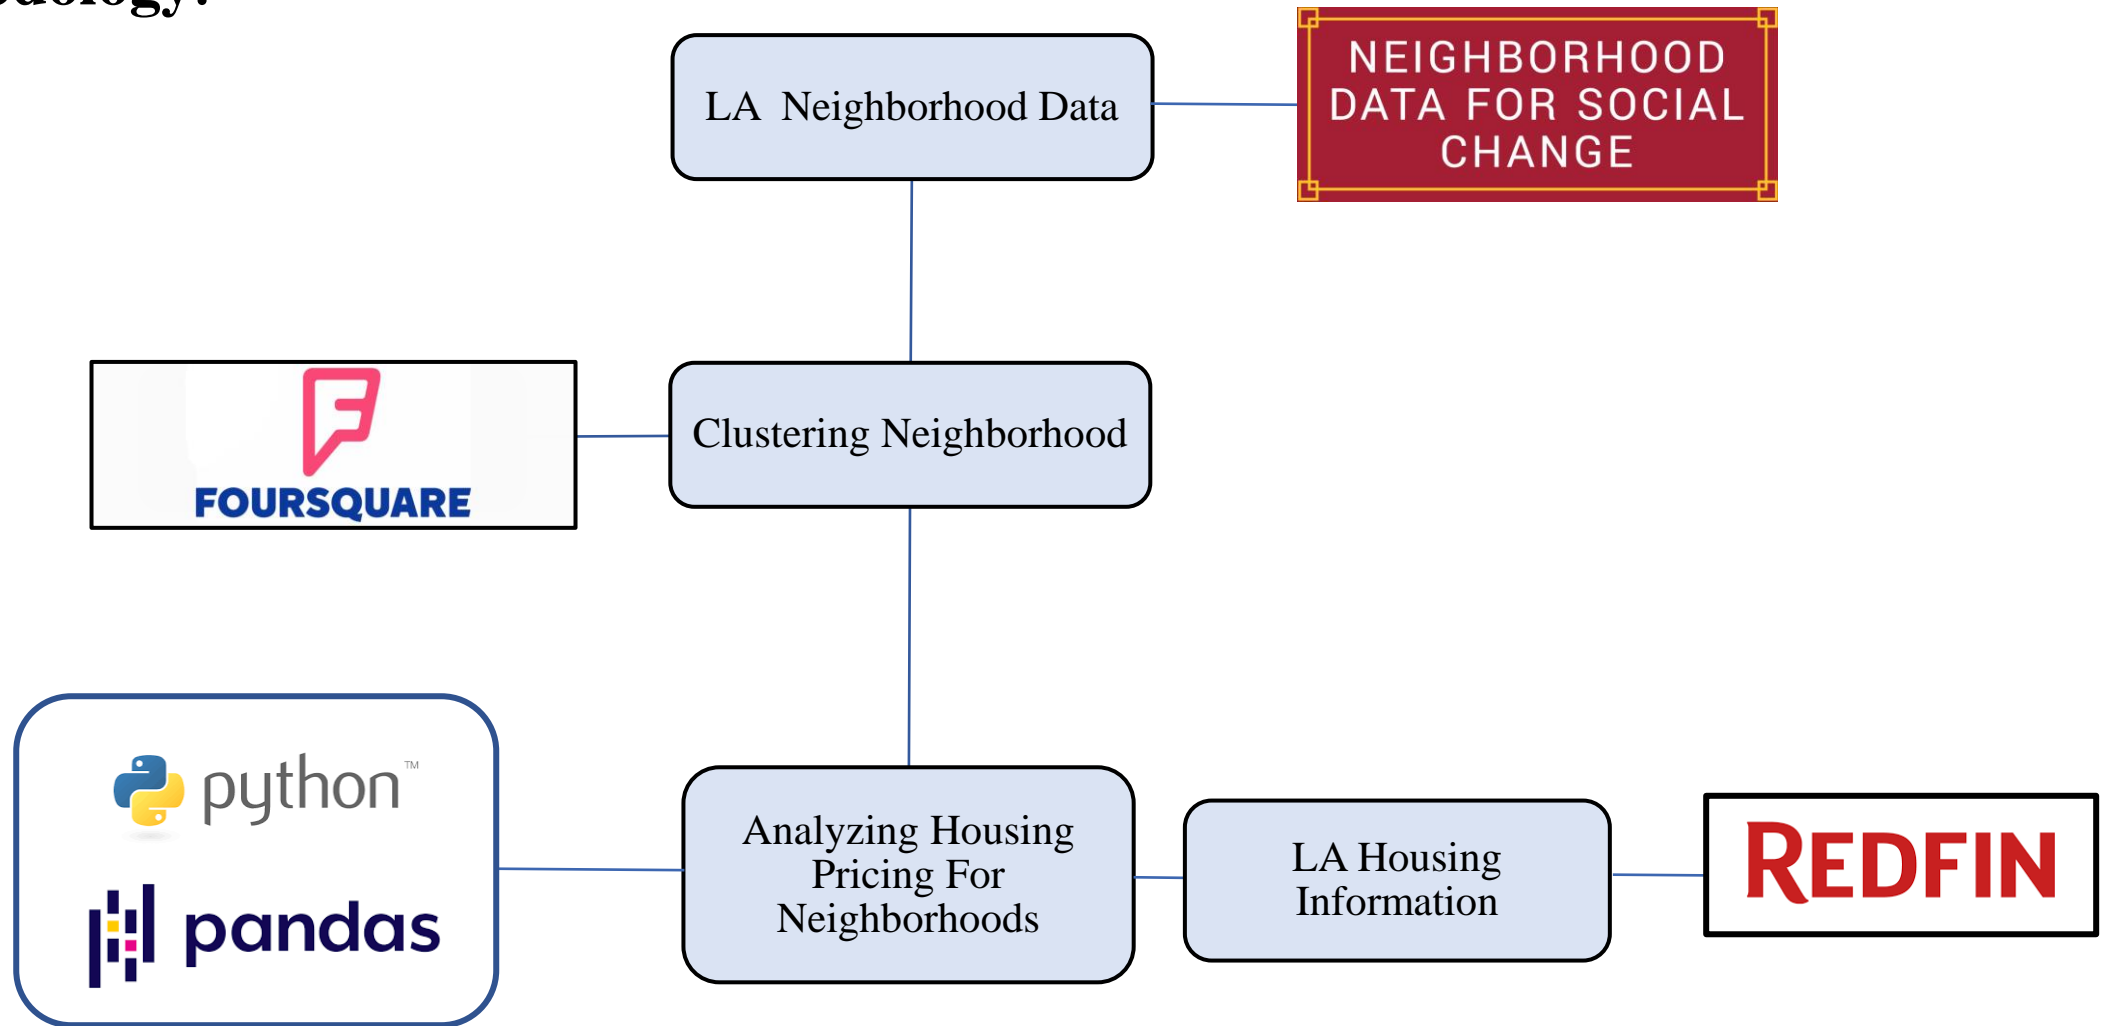 LA Neighborhood Data
NEIGHBORHOOD
DATA FOR SOCIAL
CHANGE
FOURSQUARE
Clustering Neighborhood
python™
pandas
Analyzing Housing
Pricing For
Neighborhoods
LA Housing
Information
REDFIN